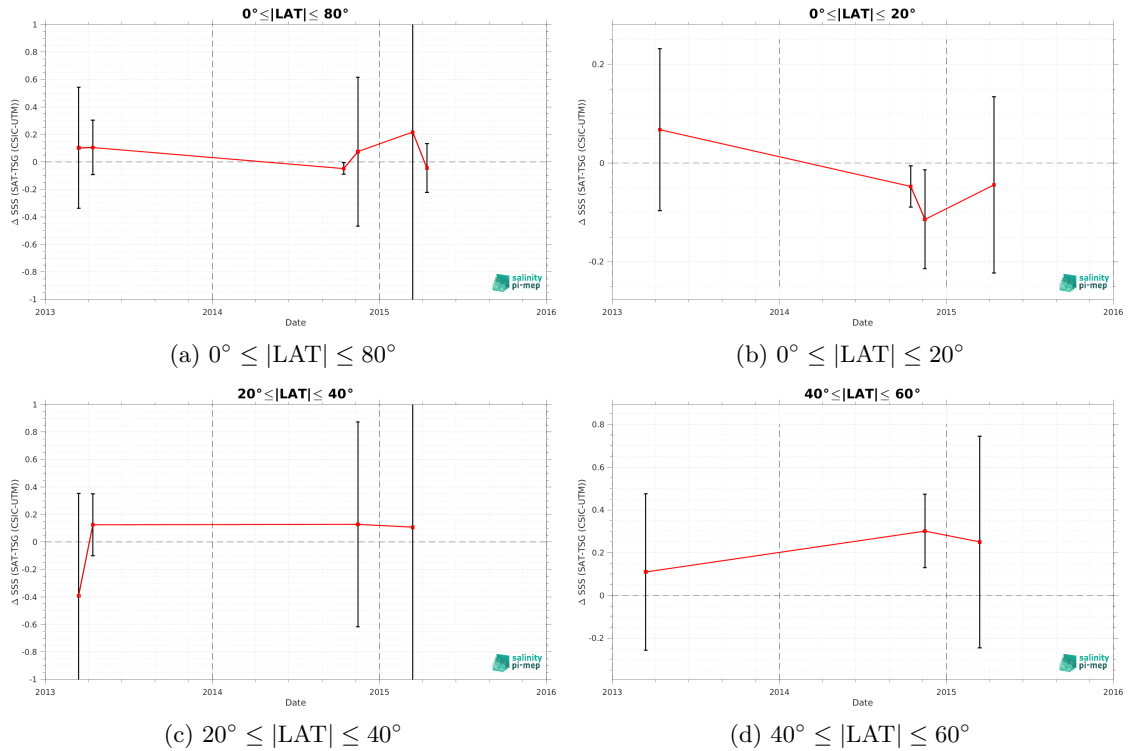 0°≤|LAT|≤ 80°
1
0.8
0.6
0.4
0.2
0
-0.2
-0.4
-0.6
-0.8
-1
Δ SSS (SAT-TSG (CSIC-UTM))
2013
2014
2015
2016
Date
salinity
pi-mep
(a) 0° ≤ |LAT| ≤ 80°
0°≤|LAT|≤ 20°
0.2
0
-0.2
Δ SSS (SAT-TSG (CSIC-UTM))
2013
2014
2015
2016
Date
salinity
pi-mep
(b) 0° ≤ |LAT| ≤ 20°
20°≤|LAT|≤ 40°
1
0.8
0.6
0.4
0.2
0
-0.2
-0.4
-0.6
-0.8
-1
Δ SSS (SAT-TSG (CSIC-UTM))
2013
2014
2015
2016
Date
salinity
pi-mep
(c) 20° ≤ |LAT| ≤ 40°
40°≤|LAT|≤ 60°
0.8
0.6
0.4
0.2
0
-0.2
Δ SSS (SAT-TSG (CSIC-UTM))
2013
2014
2015
2016
Date
salinity
pi-mep
(d) 40° ≤ |LAT| ≤ 60°